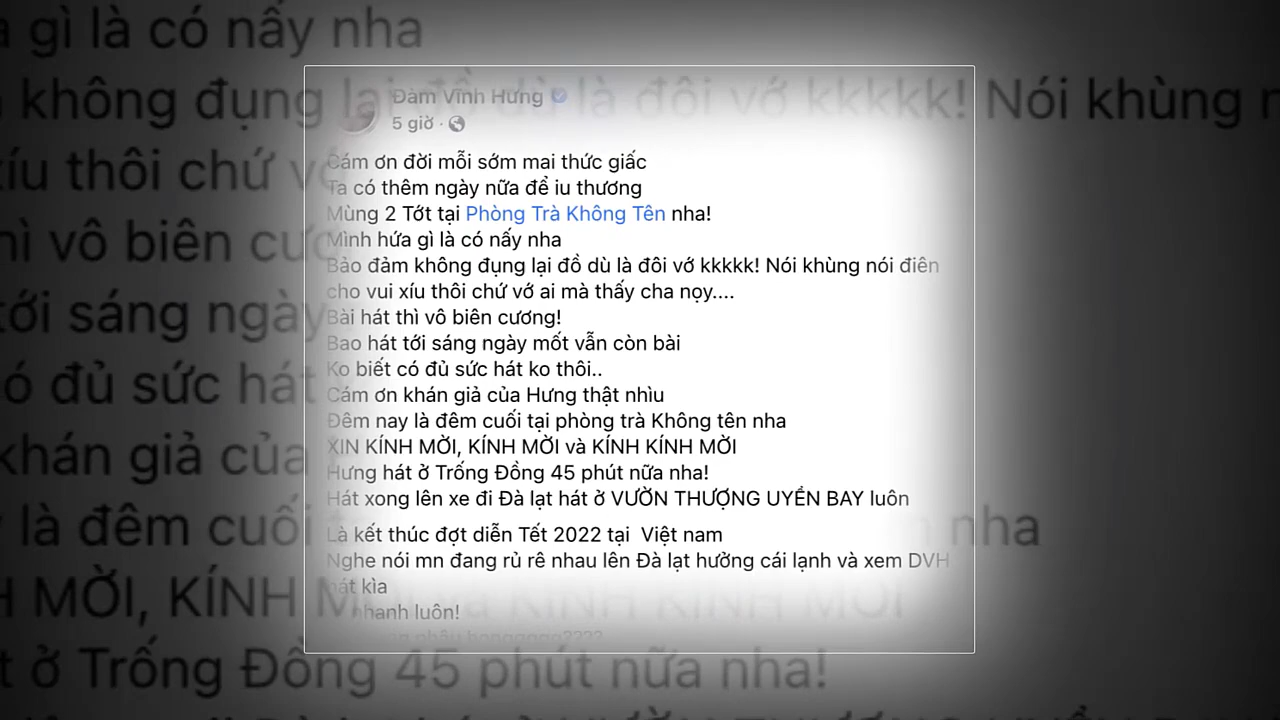 Đàm Vĩnh Hưng
5 giờ ·
Cám ơn đời mỗi sớm mai thức giấc
Ta có thêm ngày nữa để iu thương
Mùng 2 Tớt tại Phòng Trà Không Tên nha!
Mình hứa gì là có nấy nha
Bảo đảm không đụng lại đồ dù là đôi vớ kkkkk! Nói khùng nói điên
cho vui xíu thôi chứ vớ ai mà thấy cha nọy....
Bài hát thì vô biên cương!
Bao hát tới sáng ngày mốt vẫn còn bài
Ko biết có đủ sức hát ko thôi..
Cám ơn khán giả của Hưng thật nhìu
Đêm nay là đêm cuối tại phòng trà Không tên nha
XIN KÍNH MỜI, KÍNH MỜI và KÍNH KÍNH MỜI
Hưng hát ở Trống Đồng 45 phút nữa nha!
Hát xong lên xe đi Đà lạt hát ở VƯỜN THƯỢNG UYỂN BAY luôn
Là kết thúc đợt diễn Tết 2022 tại Việt nam
Nghe nói mn đang rủ rê nhau lên Đà lạt hưởng cái lạnh và xem DVH
hát kìa
nhanh luôn!